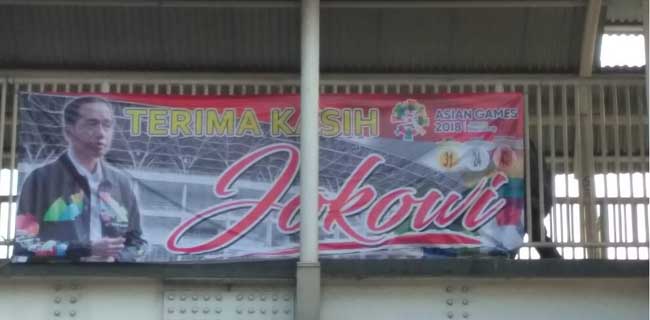 TERIMA KASIH
Jokowi
ASIAN GAMES
2018